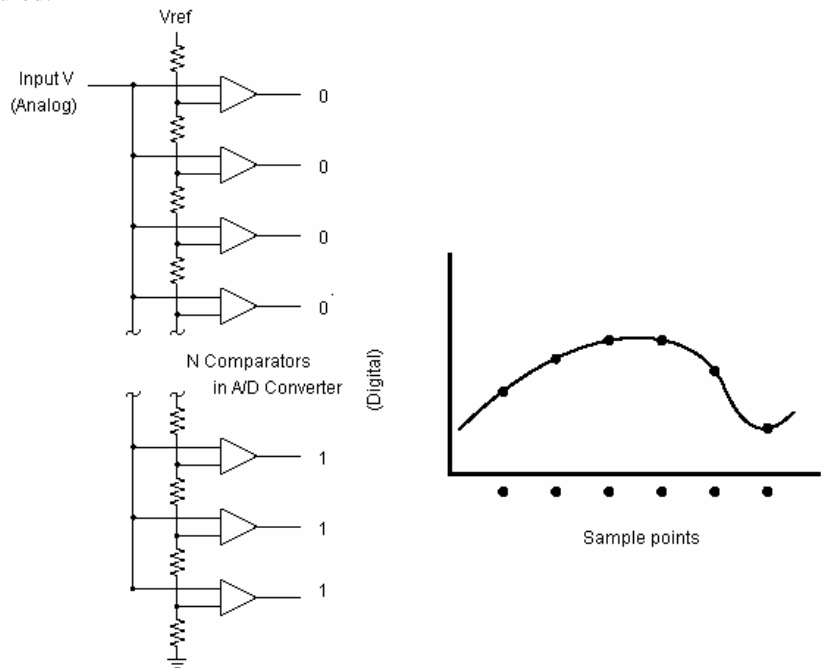 Vref
Input V
(Analog)
0
0
0
0
N Comparators
in A/D Converter
(Digital)
1
1
1
Sample points